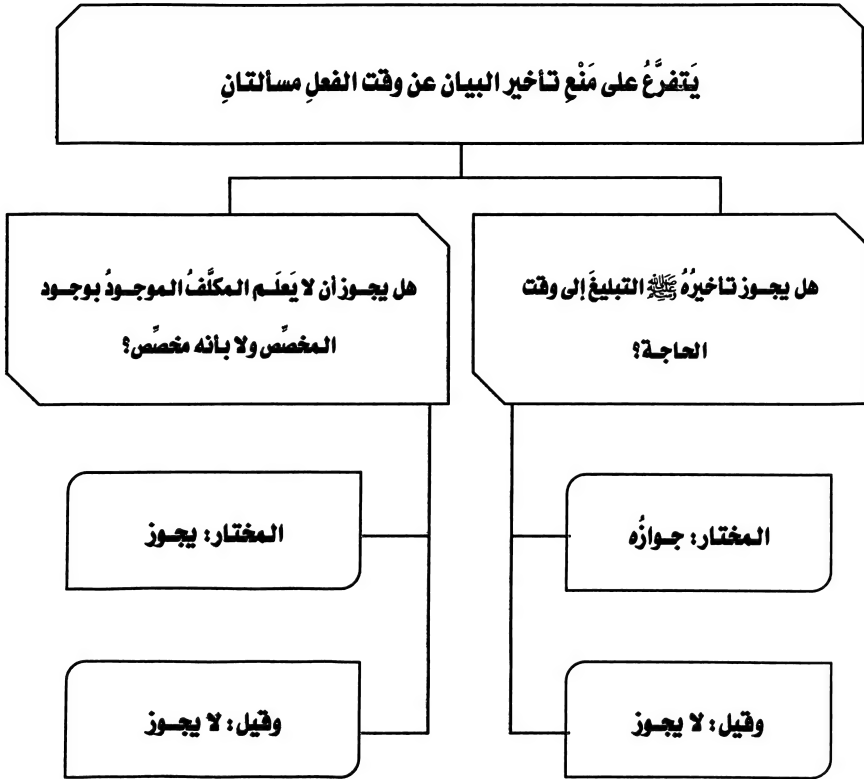 يَتفرَّعُ على مَنْعِ تأخير البيان عن وقت الفعلِ مسألتانِ
هل يجوز تأخيرُهُ ﷺ التبليغَ إلى وقت
الحاجة؟
المختار: جوازُه
وقيل: لا يجوز
هل يجوز أن لا يَعلَم المكلَّفُ الموجودُ بوجود
المخصِّص ولا بأنه مخصِّص؟
المختار: يجوز
وقيل: لا يجوز